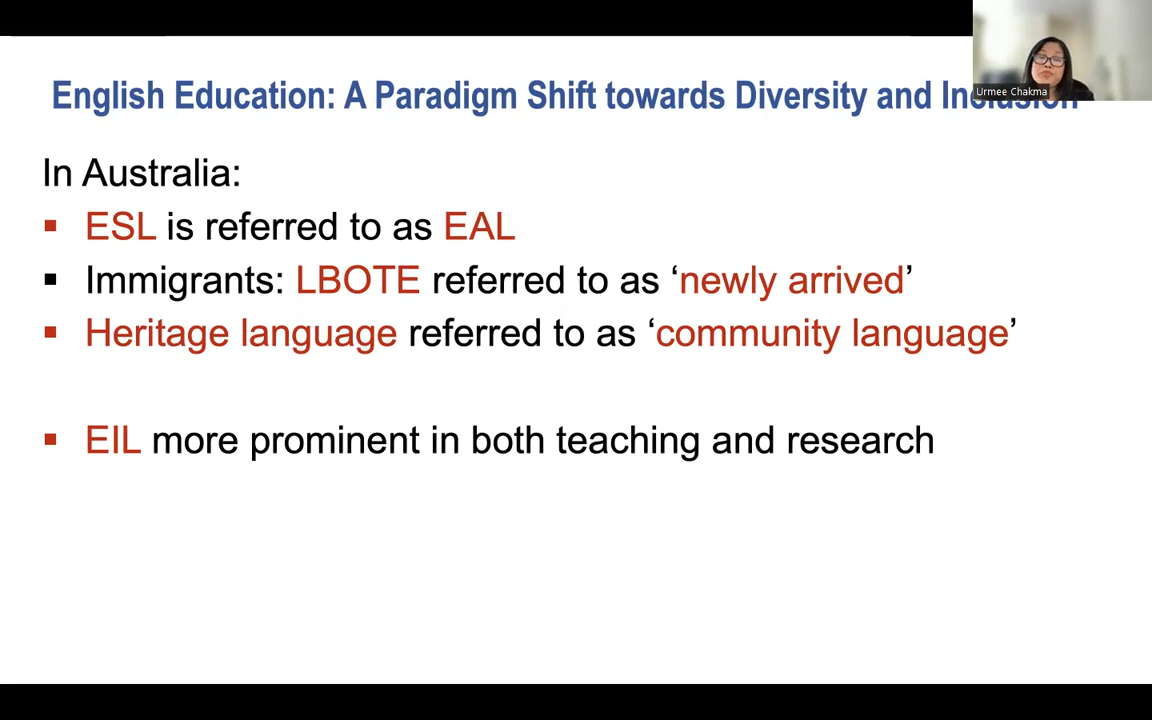 English Education: A Paradigm Shift towards Diversity and Inclusion
Urmee Chakma
In Australia:
▪ ESL is referred to as EAL
▪ Immigrants: LBOTE referred to as ‘newly arrived’
▪ Heritage language referred to as ‘community language’
▪ EIL more prominent in both teaching and research